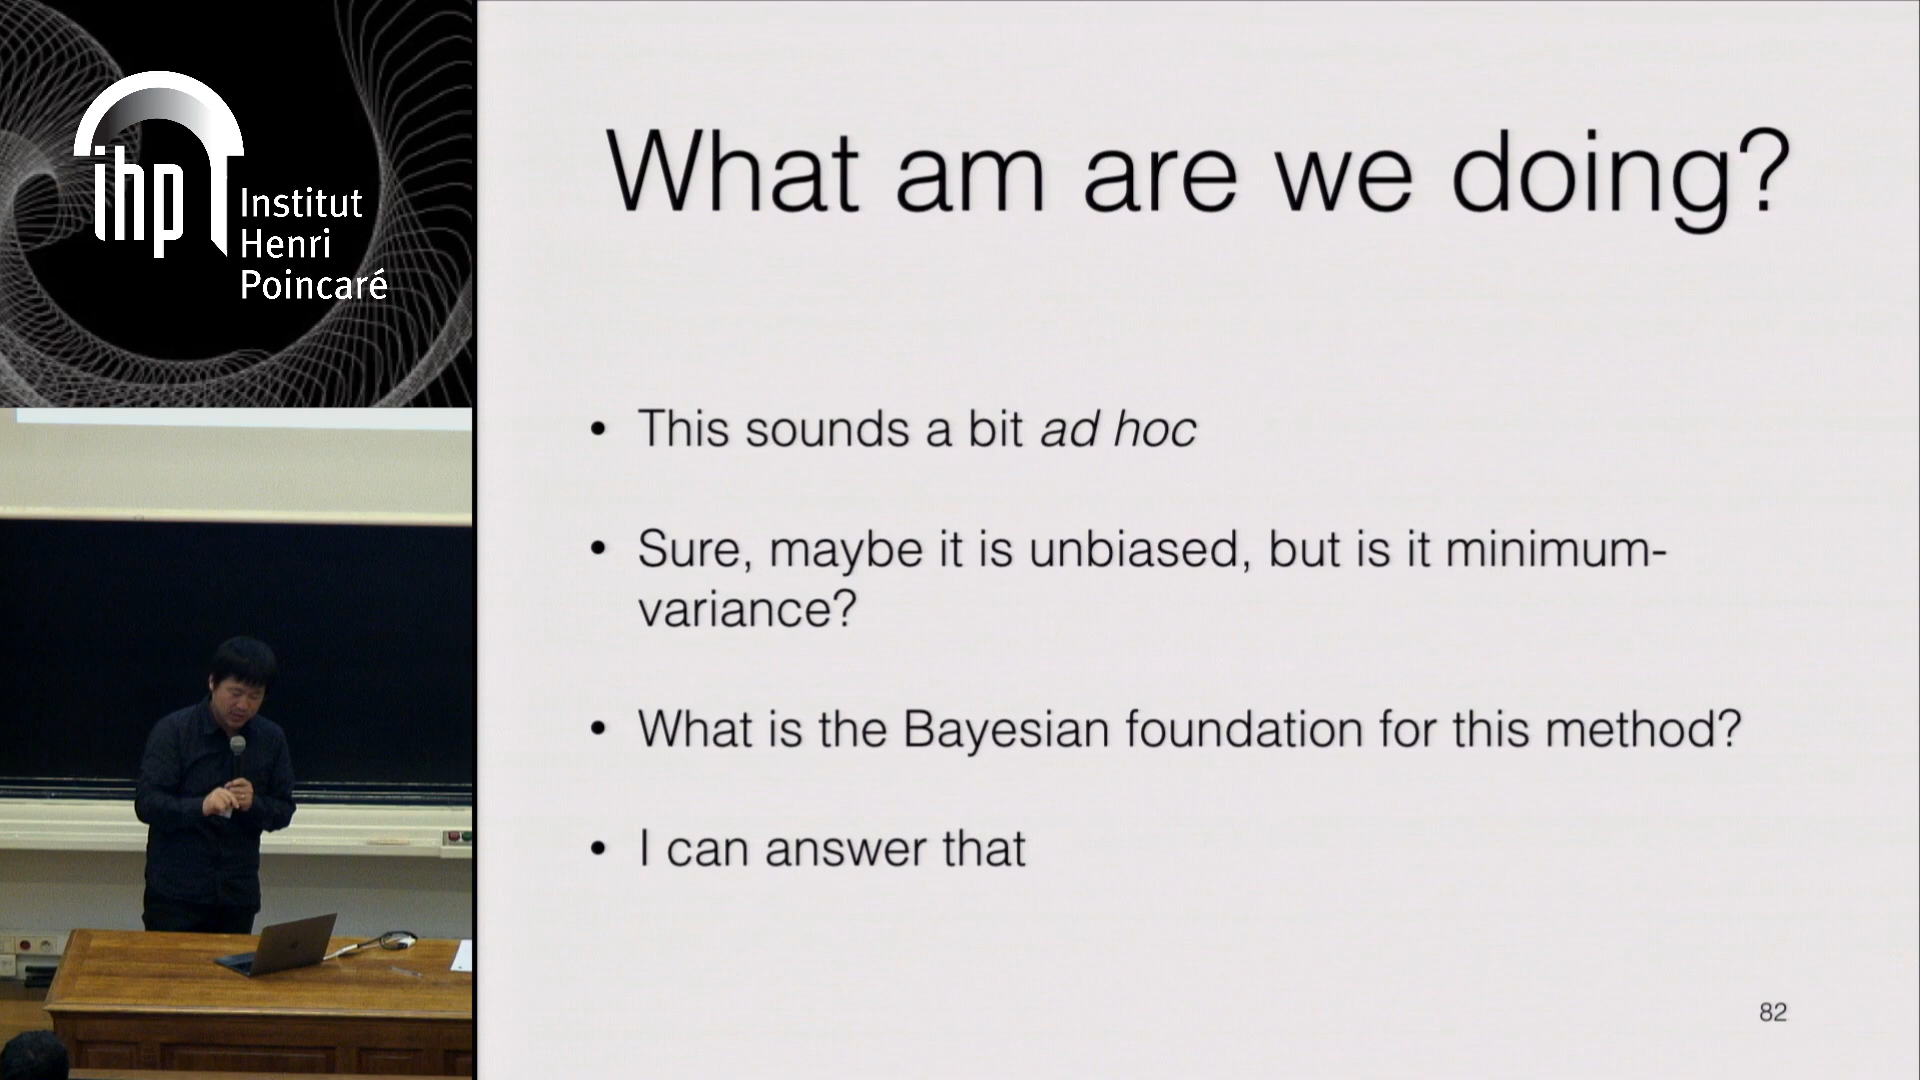 ihp
Institut
Henri
Poincaré
What am are we doing?
• This sounds a bit ad hoc
• Sure, maybe it is unbiased, but is it minimum-
variance?
• What is the Bayesian foundation for this method?
• I can answer that
82